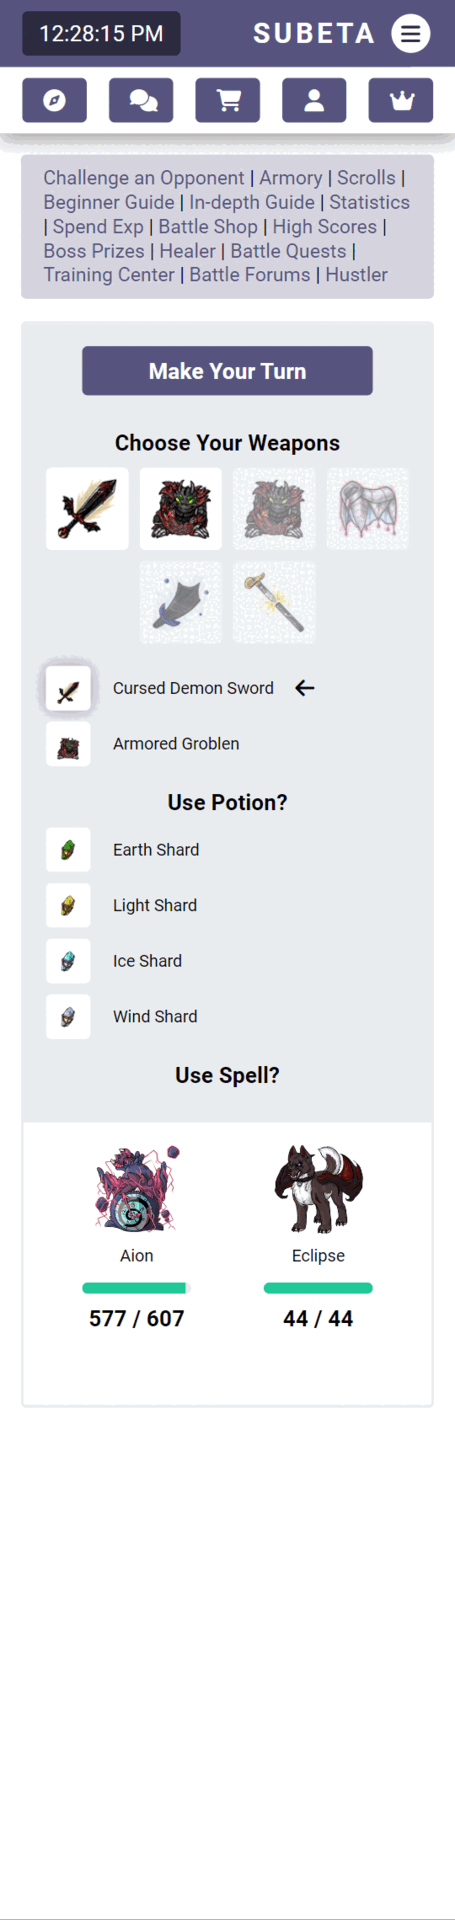 12:28:15 PM
SUBETA
Challenge an Opponent | Armory | Scrolls |
Beginner Guide | In-depth Guide | Statistics
| Spend Exp | Battle Shop | High Scores |
Boss Prizes | Healer | Battle Quests |
Training Center | Battle Forums | Hustler
Make Your Turn
Choose Your Weapons
Cursed Demon Sword
Armored Groblen
Use Potion?
Earth Shard
Light Shard
Ice Shard
Wind Shard
Use Spell?
Aion
Eclipse
577 / 607
44 / 44